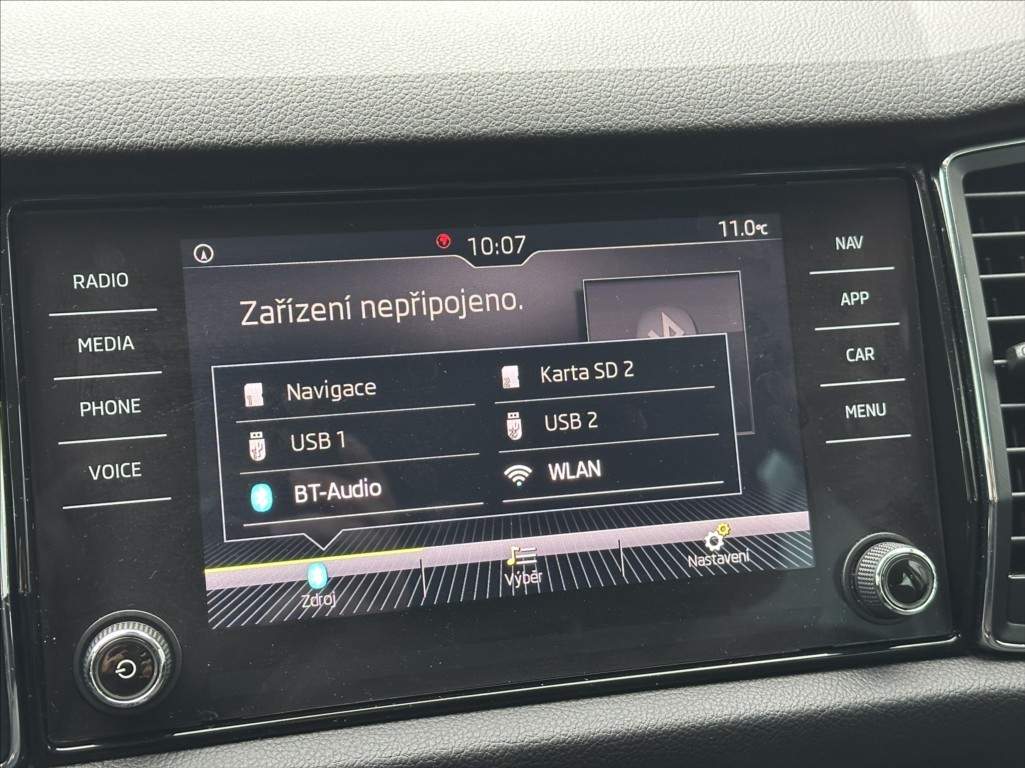 10:07
11.0°C
RADIO
MEDIA
PHONE
VOICE
Zařízení nepřipojeno.
Navigace
Karta SD 2
USB 1
USB 2
BT-Audio
WLAN
Zdroj
Výběr
Nastavení
NAV
APP
CAR
MENU